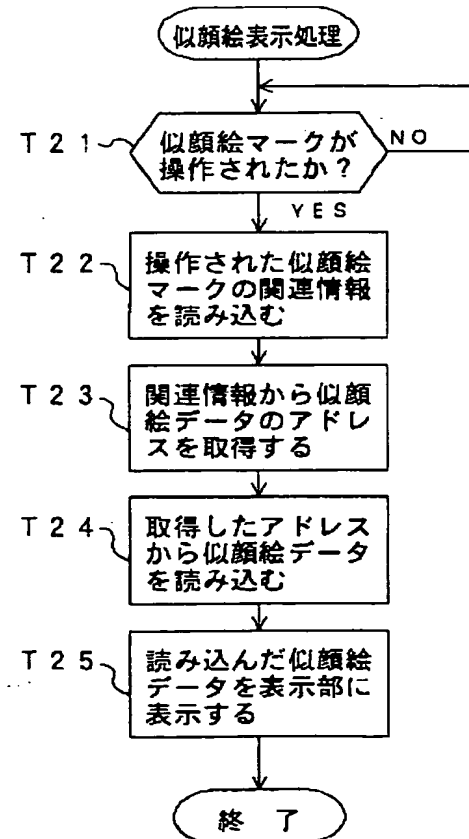 似顔絵表示処理
T21
似顔絵マークが
操作されたか？
NO
YES
T22
操作された似顔絵
マークの関連情報
を読み込む
T23
関連情報から似顔
絵データのアドレ
スを取得する
T24
取得したアドレス
から似顔絵データ
を読み込む
T25
読み込んだ似顔絵
データを表示部に
表示する
終了